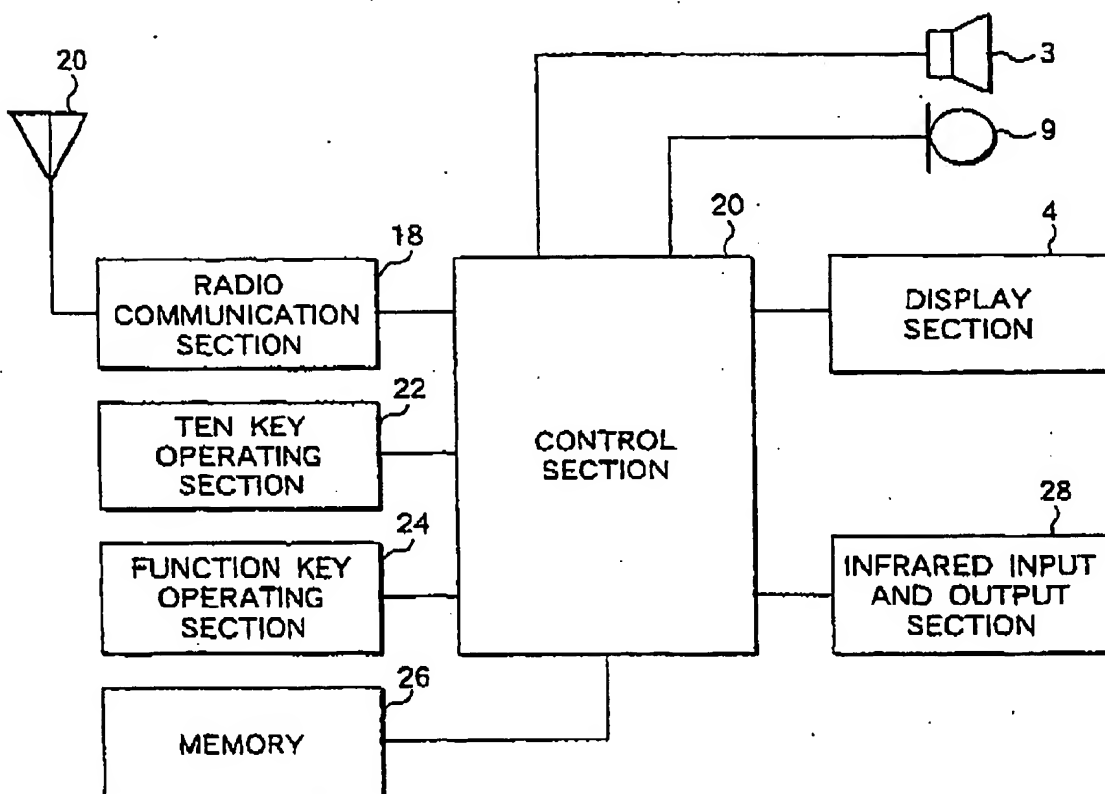 20
3
9
20
4
18
RADIO
COMMUNICATION
SECTION
DISPLAY
SECTION
22
TEN KEY
OPERATING
SECTION
CONTROL
SECTION
24
FUNCTION KEY
OPERATING
SECTION
28
INFRARED INPUT
AND OUTPUT
SECTION
26
MEMORY